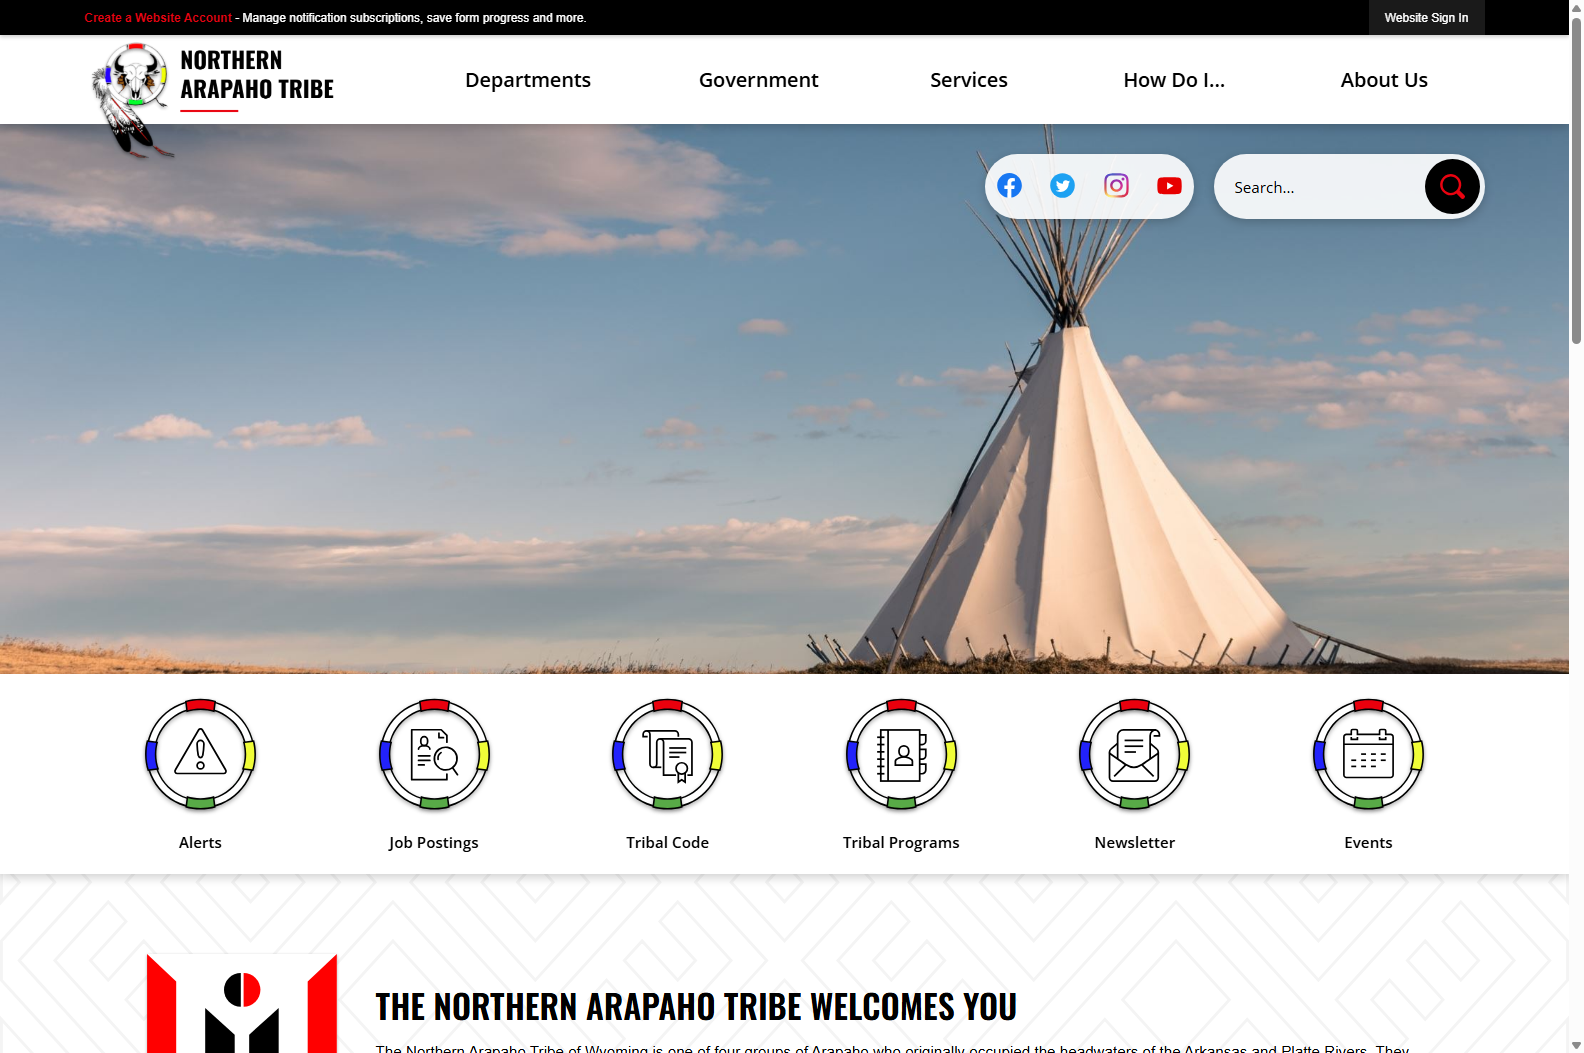 Create a Website Account - Manage notification subscriptions, save form progress and more.
Website Sign In
NORTHERN
ARAPAHO TRIBE
Departments
Government
Services
How Do I...
About Us
Search...
Alerts
Job Postings
Tribal Code
Tribal Programs
Newsletter
Events
THE NORTHERN ARAPAHO TRIBE WELCOMES YOU
The Northern Arapaho Tribe of Wyoming is one of four groups of Arapaho who originally occupied the headwaters of the Arkansas and Platte Rivers. They